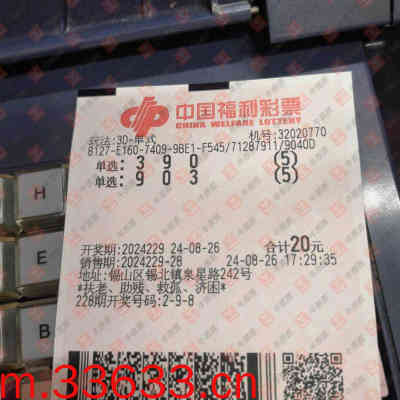 中国福利彩票
CHINA WELFARE LOTTERY
玩法:3D-单式 机号:32020770
8127-E160-7409-9BE1-F545/71287911/9040D
单选:3 9 0 (5)
单选:9 0 3 (5)
开奖期:2024229 24-08-26 合计20元
销售期:2024229-28 24-08-26 17:29:35
地址:锡山区锡北镇泉星路242号
*扶老、助残、救孤、济困*
228期开奖号码:2-9-8
H
E
B
m.33633.cn